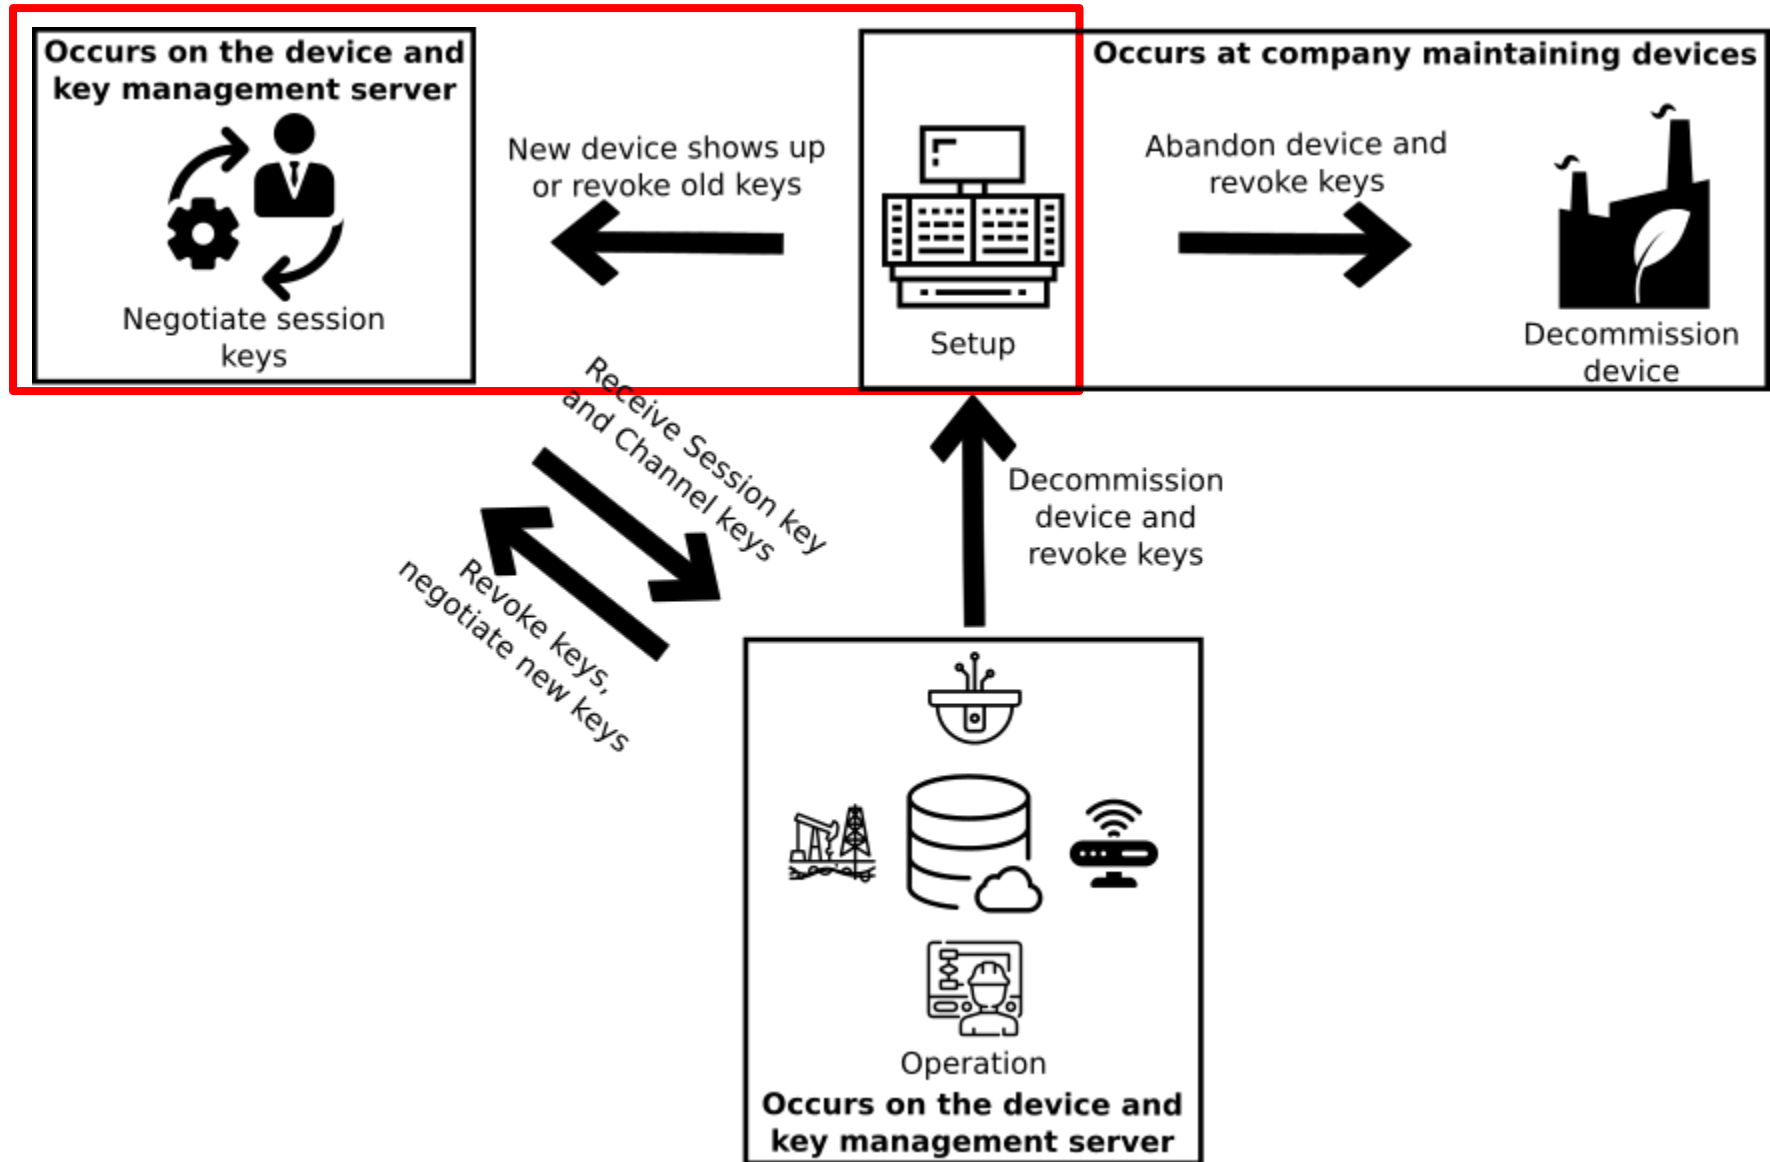 Occurs on the device and
key management server
Negotiate session
keys
New device shows up
or revoke old keys
Setup
Occurs at company maintaining devices
Abandon device and
revoke keys
Decommission
device
Receive Session key
and Channel keys
Revoke keys,
negotiate new keys
Decommission
device and
revoke keys
Operation
Occurs on the device and
key management server